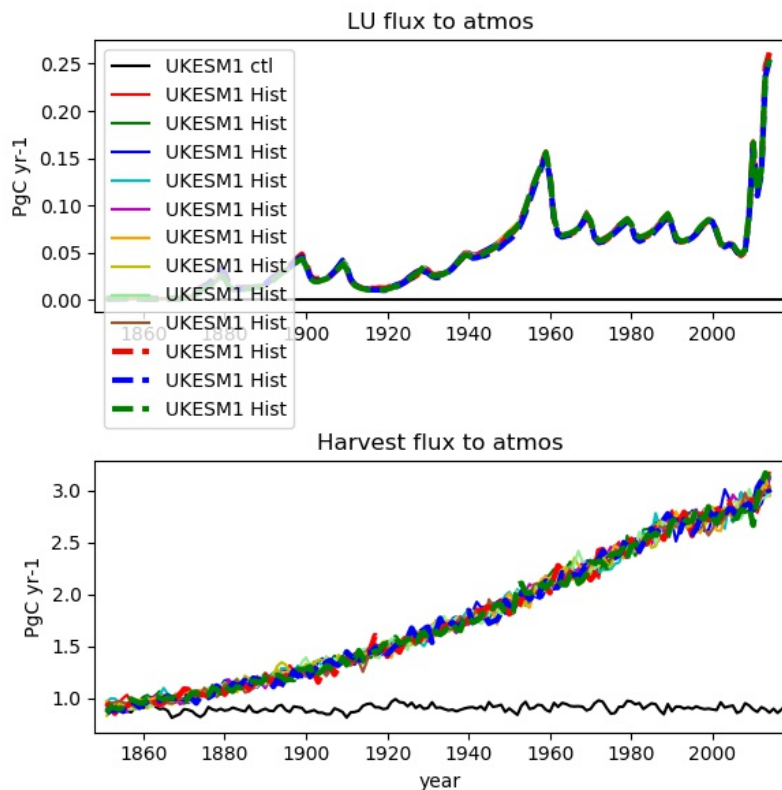 LU flux to atmos
PgC yr-1
0.25
0.20
0.15
0.10
0.05
0.00
UKESM1 ctl
UKESM1 Hist
UKESM1 Hist
UKESM1 Hist
UKESM1 Hist
UKESM1 Hist
UKESM1 Hist
UKESM1 Hist
UKESM1 Hist
UKESM1 Hist
UKESM1 Hist
UKESM1 Hist
UKESM1 Hist
1860 1880 1900 1920 1940 1960 1980 2000
Harvest flux to atmos
PgC yr-1
3.0
2.5
2.0
1.5
1.0
1860 1880 1900 1920 1940 1960 1980 2000
year